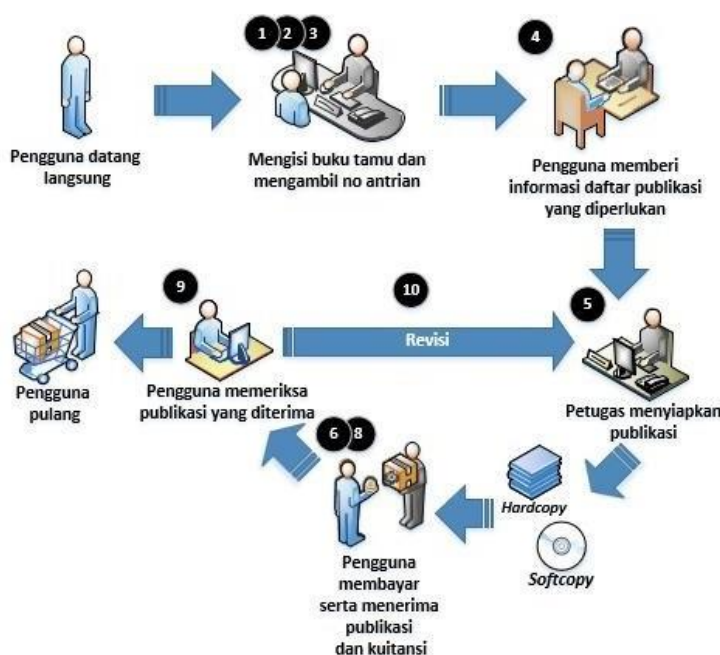 1 2 3
4
Pengguna datang
langsung
Mengisi buku tamu dan
mengambil no antrian
Pengguna memberi
informasi daftar publikasi
yang diperlukan
9
10
5
Revisi
Pengguna
pulang
Pengguna memeriksa
publikasi yang diterima
Petugas menyiapkan
publikasi
6 8
Hardcopy
Softcopy
Pengguna
membayar
serta menerima
publikasi
dan kuitansi